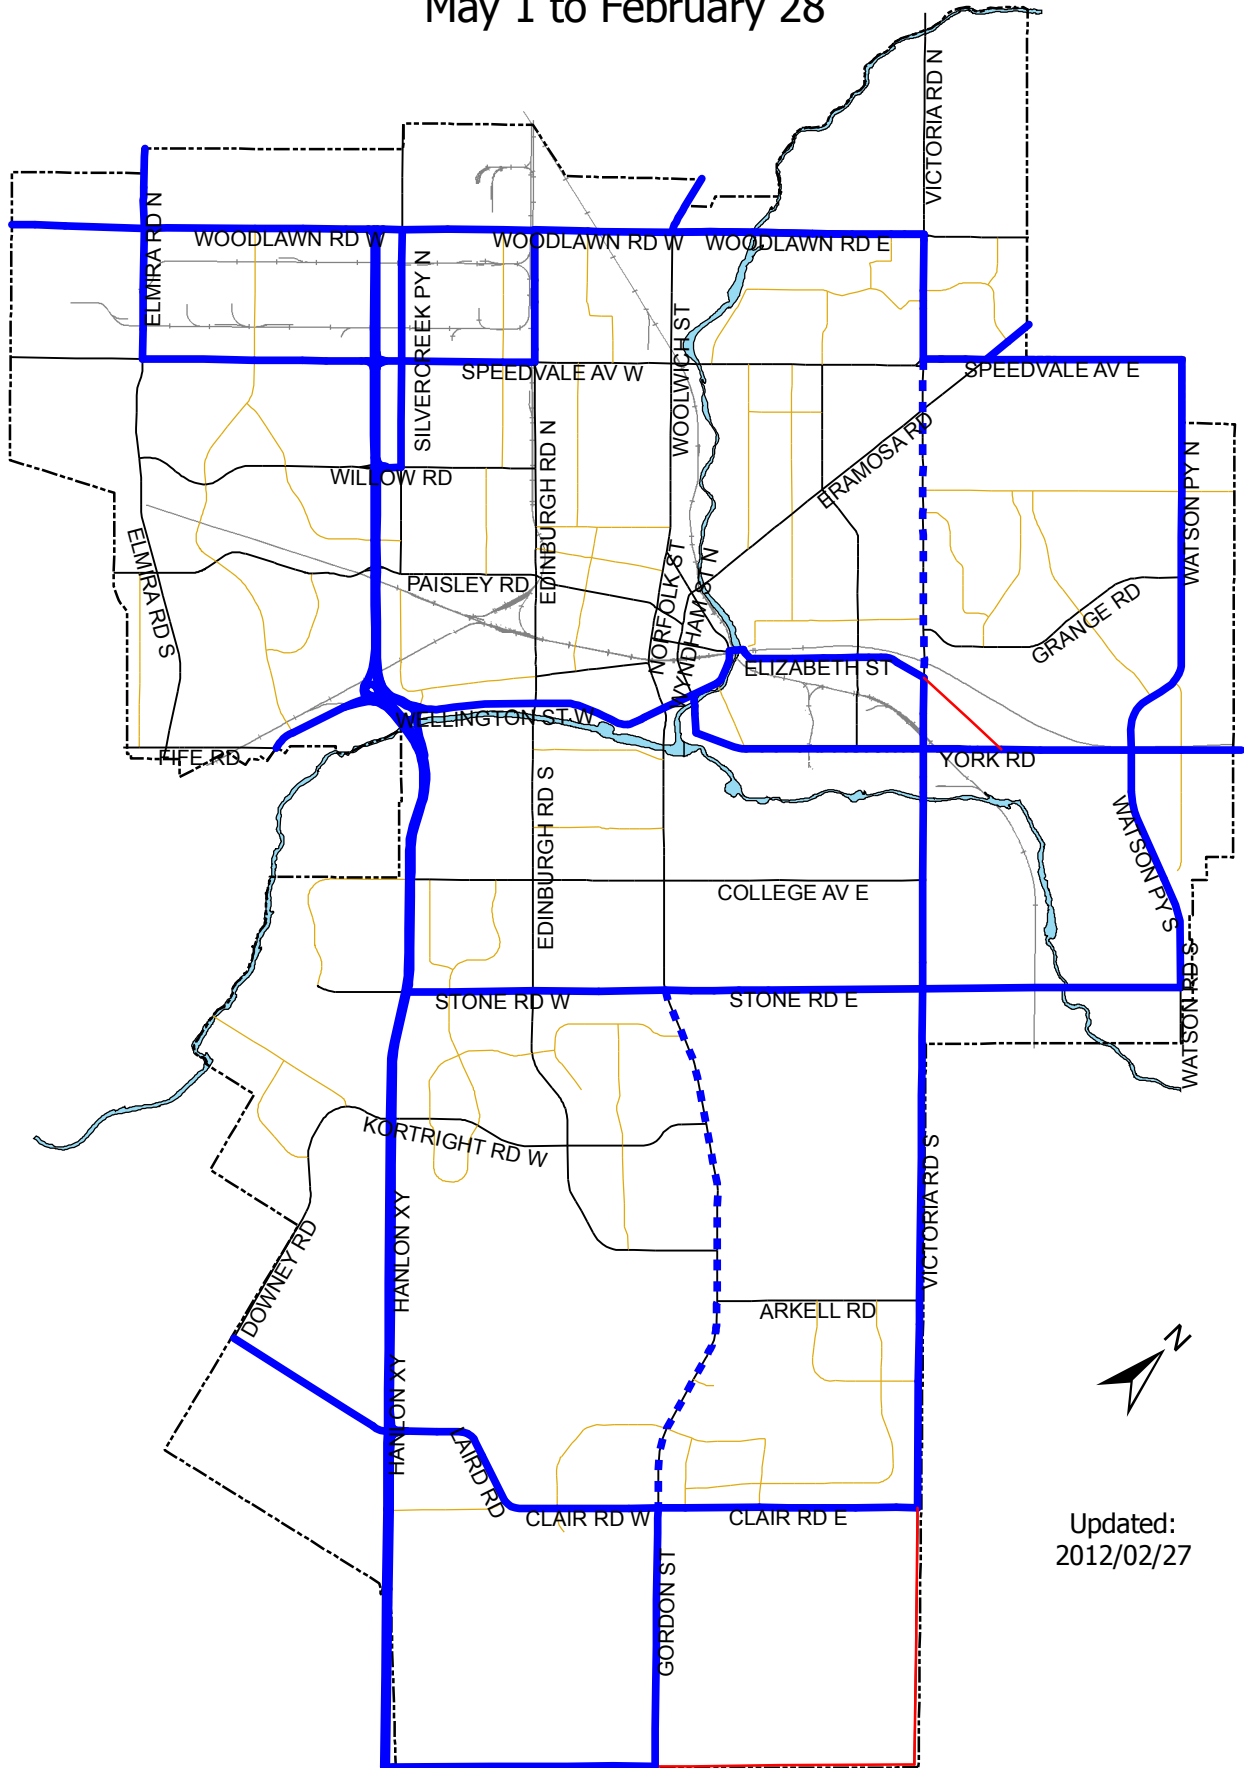 May 1 to February 28
VICTORIA RD N
ELMIRA RD N
WOODLAWN RD W
WOODLAWN RD W
WOODLAWN RD E
SILVERCREEK PY N
WOOLWICH ST
SPEEDVALE AV W
SPEEDVALE AV E
ERAMOSA RD
WILLOW RD
EDINBURGH RD N
WATSON PY N
ELMIRA RD S
PAISLEY RD
NORFOLK ST
WYNDHAM ST N
GRANGE RD
ELIZABETH ST
WELLINGTON ST W
FIFE RD
YORK RD
EDINBURGH RD S
WATSON PY S
COLLEGE AV E
STONE RD W
STONE RD E
WATSON RD S
KORTRIGHT RD W
VICTORIA RD S
HANLON XY
DOWNEY RD
ARKELL RD
N
HANLON XY
LAIRD RD
CLAIR RD W
CLAIR RD E
GORDON ST
Updated:
2012/02/27